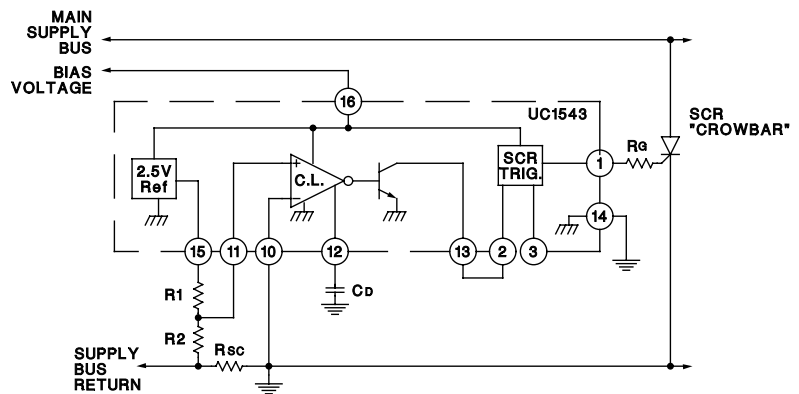 MAIN
SUPPLY
BUS
BIAS
VOLTAGE
16
UC1543
SCR
"CROWBAR"
2.5V
Ref
+
C.L.
−
SCR
TRIG.
1
RG
14
15
11
10
12
13
2
3
R1
CD
R2
RSC
SUPPLY
BUS
RETURN